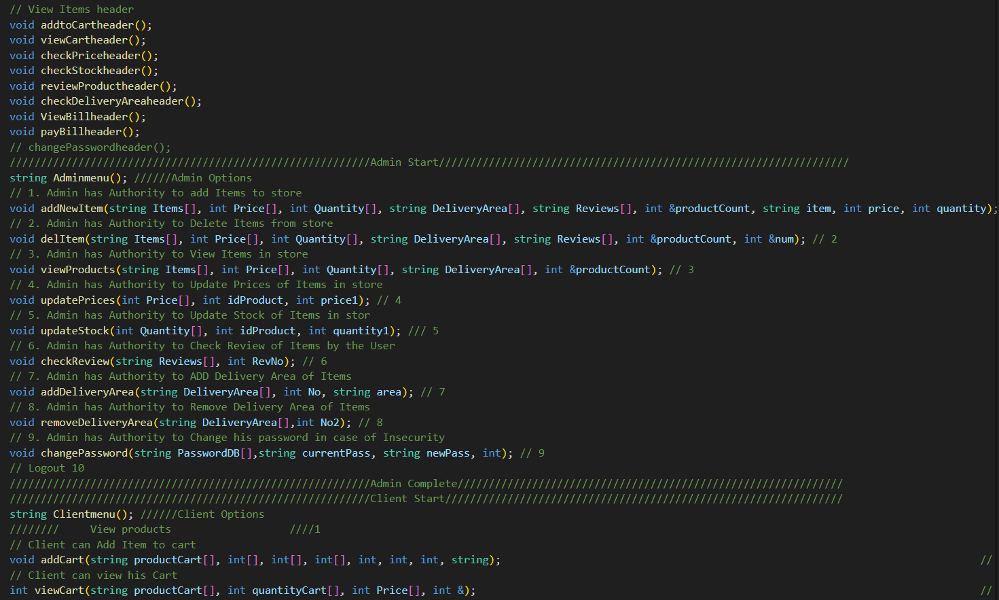 // View Items header
void addtoCartheader();
void viewCartheader();
void checkPriceheader();
void checkStockheader();
void reviewProductheader();
void checkDeliveryAreaheader();
void ViewBillheader();
void payBillheader();
// changePasswordheader();
//////////////////////////////////////////////////////////Admin Start//////////////////////////////////////////////////////////////////
string Adminmenu(); //////Admin Options
// 1. Admin has Authority to add Items to store
void addNewItem(string Items[], int Price[], int Quantity[], string DeliveryArea[], string Reviews[], int &productCount, string item, int price, int quantity);
// 2. Admin has Authority to Delete Items from store
void delItem(string Items[], int Price[], int Quantity[], string DeliveryArea[], string Reviews[], int &productCount, int &num); // 2
// 3. Admin has Authority to View Items in store
void viewProducts(string Items[], int Price[], int Quantity[], string DeliveryArea[], int &productCount); // 3
// 4. Admin has Authority to Update Prices of Items in store
void updatePrices(int Price[], int idProduct, int price1); // 4
// 5. Admin has Authority to Update Stock of Items in stor
void updateStock(int Quantity[], int idProduct, int quantity1); /// 5
// 6. Admin has Authority to Check Review of Items by the User
void checkReview(string Reviews[], int RevNo); // 6
// 7. Admin has Authority to ADD Delivery Area of Items
void addDeliveryArea(string DeliveryArea[], int No, string area); // 7
// 8. Admin has Authority to Remove Delivery Area of Items
void removeDeliveryArea(string DeliveryArea[],int No2); // 8
// 9. Admin has Authority to Change his password in case of Insecurity
void changePassword(string PasswordDB[],string currentPass, string newPass, int); // 9
// Logout 10
//////////////////////////////////////////////////////////Admin Complete//////////////////////////////////////////////////////////////
//////////////////////////////////////////////////////////Client Start////////////////////////////////////////////////////////////////
string Clientmenu(); //////Client Options
////////     View products                   ////1
// Client can Add Item to cart
void addCart(string productCart[], int[], int[], int[], int, int, int, string); //
// Client can view his Cart
int viewCart(string productCart[], int quantityCart[], int Price[], int &); //